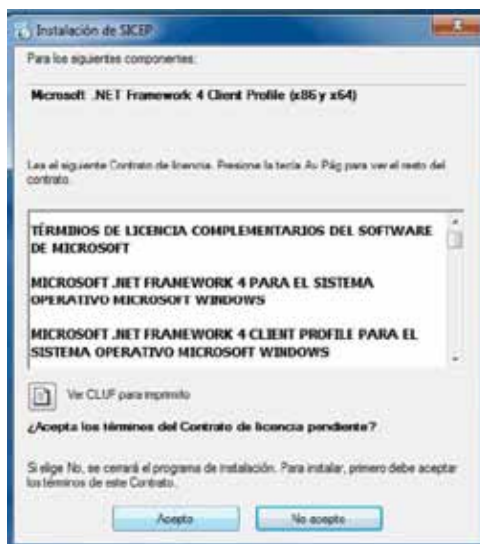 Instalación de SICEP
Para los siguientes componentes:
Microsoft .NET Framework 4 Client Profile (x86 y x64)
Lea el siguiente Contrato de licencia. Presione la tecla Av Pág para ver el resto del
contrato.
TÉRMINOS DE LICENCIA COMPLEMENTARIOS DEL SOFTWARE
DE MICROSOFT
MICROSOFT .NET FRAMEWORK 4 PARA EL SISTEMA
OPERATIVO MICROSOFT WINDOWS
MICROSOFT .NET FRAMEWORK 4 CLIENT PROFILE PARA EL
SISTEMA OPERATIVO MICROSOFT WINDOWS
Ver CLUF para imprimirlo
¿Acepta los términos del Contrato de licencia pendiente?
Si elige No, se cerrará el programa de instalación. Para instalar, primero debe aceptar
los términos de este Contrato.
Acepto
No acepto